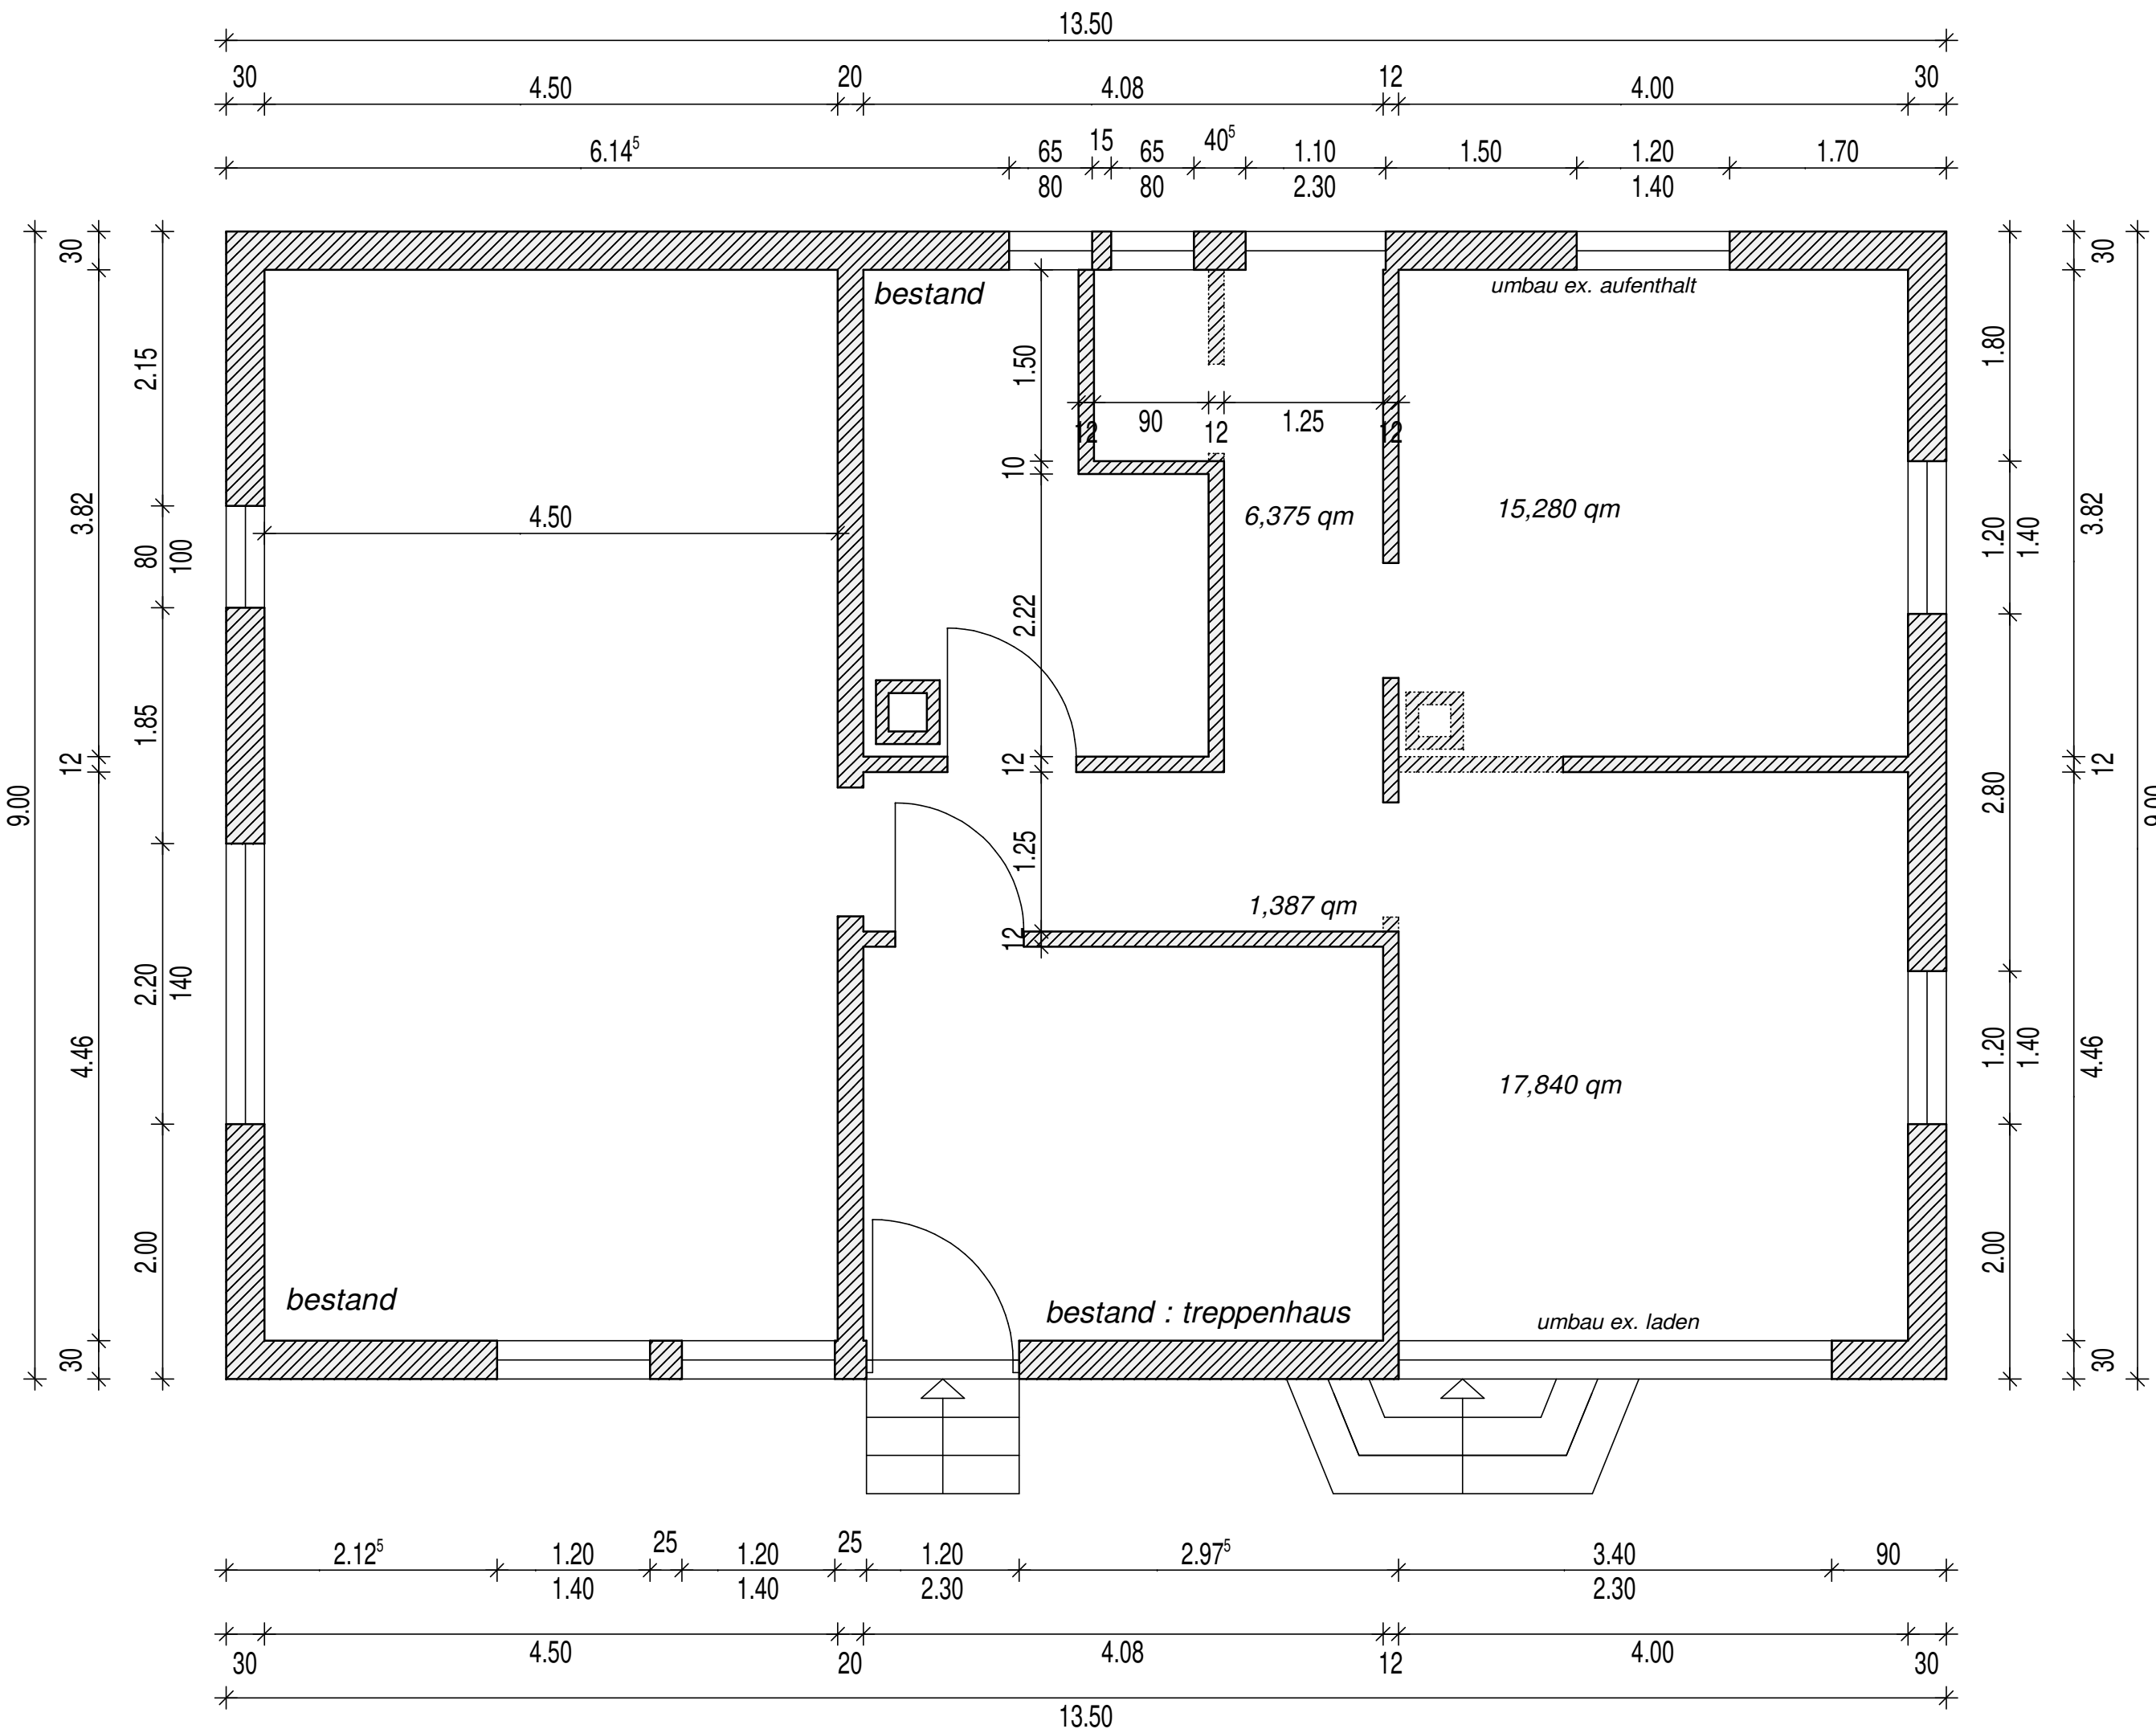 13.50
30 4.50 20 4.08 12 4.00 30
6.14⁵ 65 15 65 40⁵ 1.10 1.50 1.20 1.70
80 80 2.30 1.40
9.00
30 3.82 12 4.46 30
2.15 80 1.85 2.20 2.00
100 140
bestand
umbau ex. aufenthalt
1.50
90 1.25
12 12 12
10
4.50
6,375 qm
15,280 qm
2.22
12
1.25
12
1,387 qm
17,840 qm
bestand
bestand : treppenhaus
umbau ex. laden
1.80 1.20 2.80 1.20 2.00
1.40 1.40
30 3.82 12 4.46 30
9.00
2.12⁵ 1.20 25 1.20 25 1.20 2.97⁵ 3.40 90
1.40 1.40 2.30 2.30
30 4.50 20 4.08 12 4.00 30
13.50